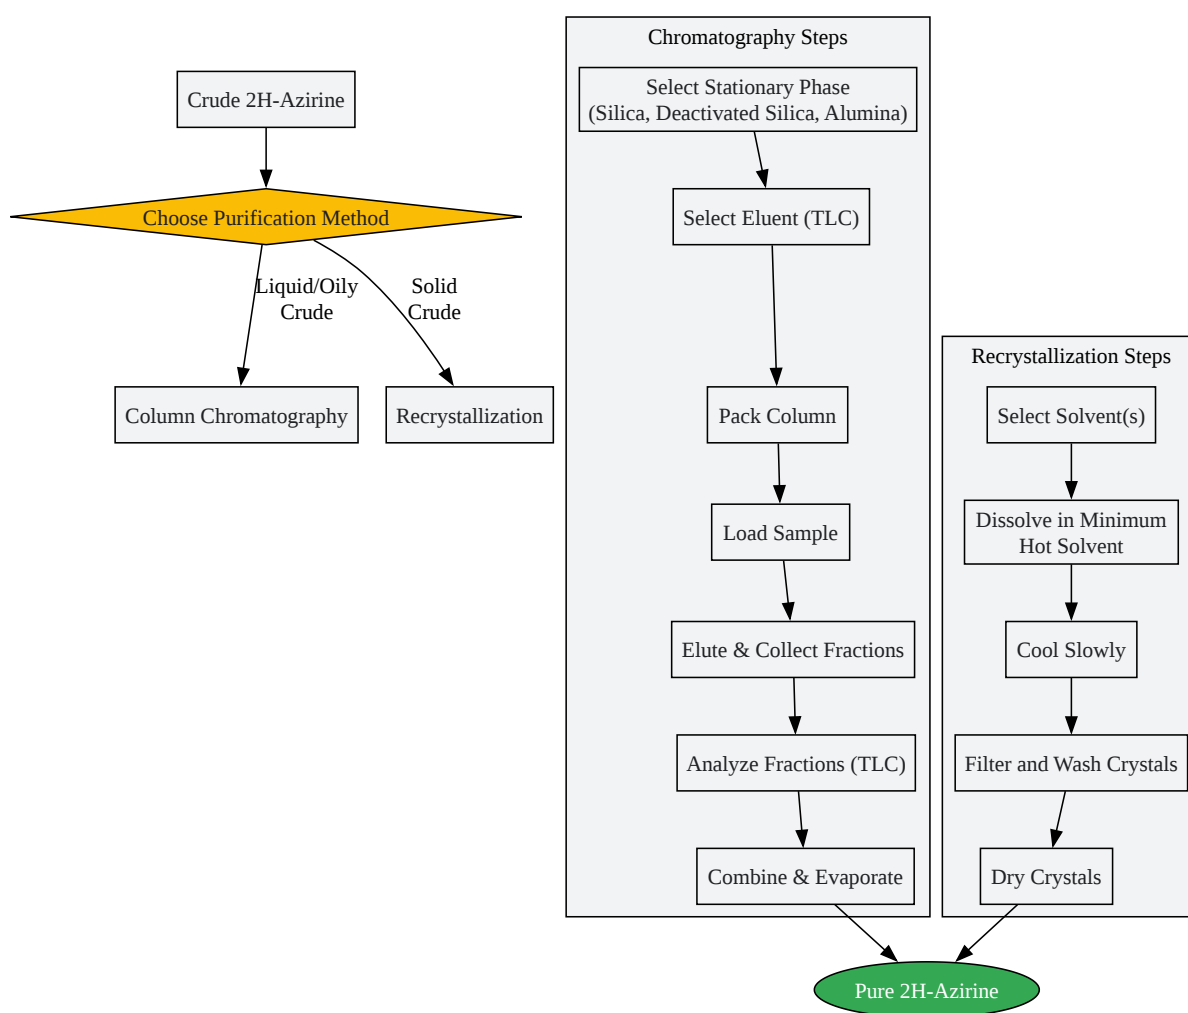 Crude 2H-Azirine
Choose Purification Method
Liquid/Oily
Crude
Solid
Crude
Column Chromatography
Recrystallization
Chromatography Steps
Select Stationary Phase
(Silica, Deactivated Silica, Alumina)
Select Eluent (TLC)
Pack Column
Load Sample
Elute & Collect Fractions
Analyze Fractions (TLC)
Combine & Evaporate
Recrystallization Steps
Select Solvent(s)
Dissolve in Minimum
Hot Solvent
Cool Slowly
Filter and Wash Crystals
Dry Crystals
Pure 2H-Azirine